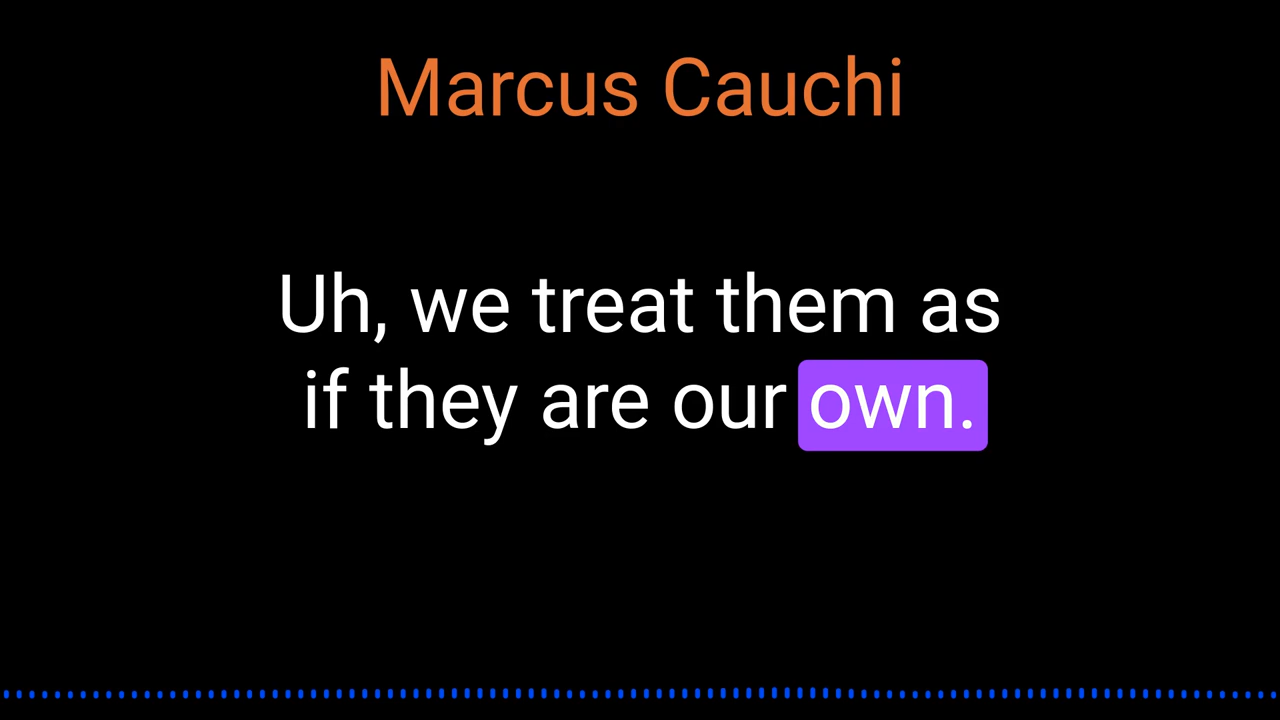 Marcus Cauchi
Uh, we treat them as
if they are our own.